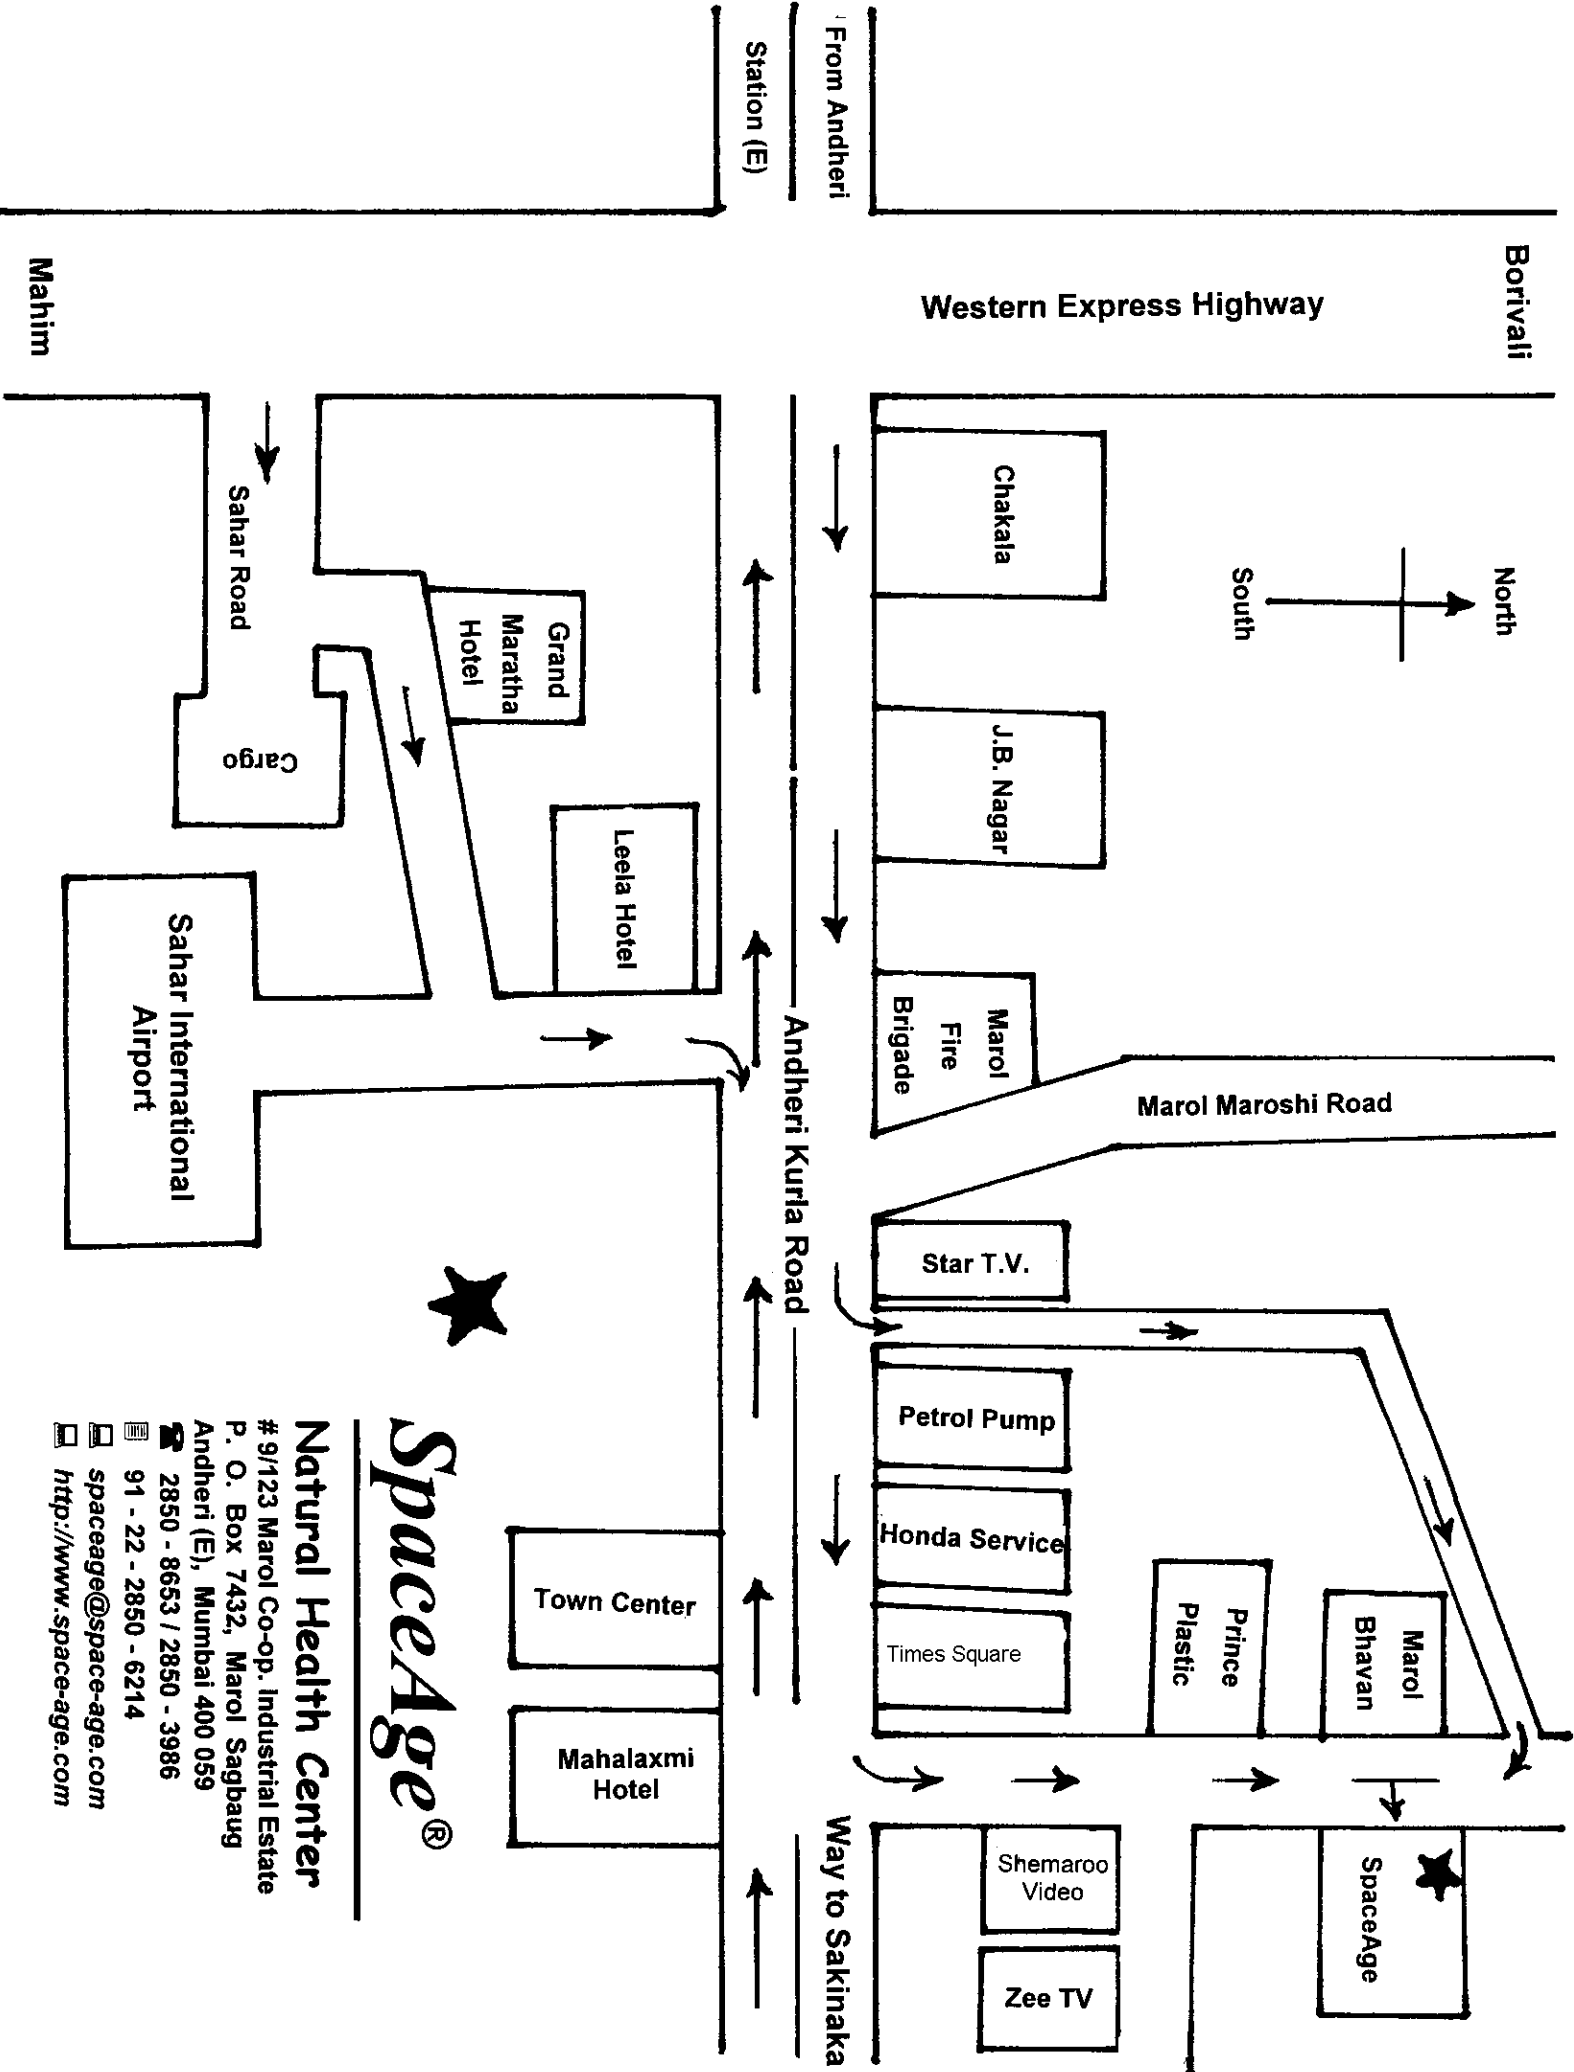 From Andheri
Station (E)
Borivali
Western Express Highway
Mahim
North
South
Chakala
Sahar Road
Grand
Maratha
Hotel
J.B. Nagar
Cargo
Leela Hotel
Marol
Fire
Brigade
Sahar International
Airport
Andheri Kurla Road
Marol Maroshi Road
Star T.V.
Petrol Pump
Honda Service
Times Square
Prince
Plastic
Marol
Bhavan
Town Center
Mahalaxmi
Hotel
Way to Sakinaka
Shemaroo
Video
Zee TV
SpaceAge
SpaceAge®
Natural Health Center
# 9/123 Marol Co-op. Industrial Estate
P. O. Box 7432, Marol Sagbaug
Andheri (E), Mumbai 400 059
2850 - 8653 / 2850 - 3986
91 - 22 - 2850 - 6214
spaceage@space-age.com
http://www.space-age.com